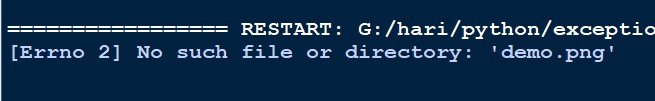 ================= RESTART: G:/hari/python/exceptio
[Errno 2] No such file or directory: 'demo.png'